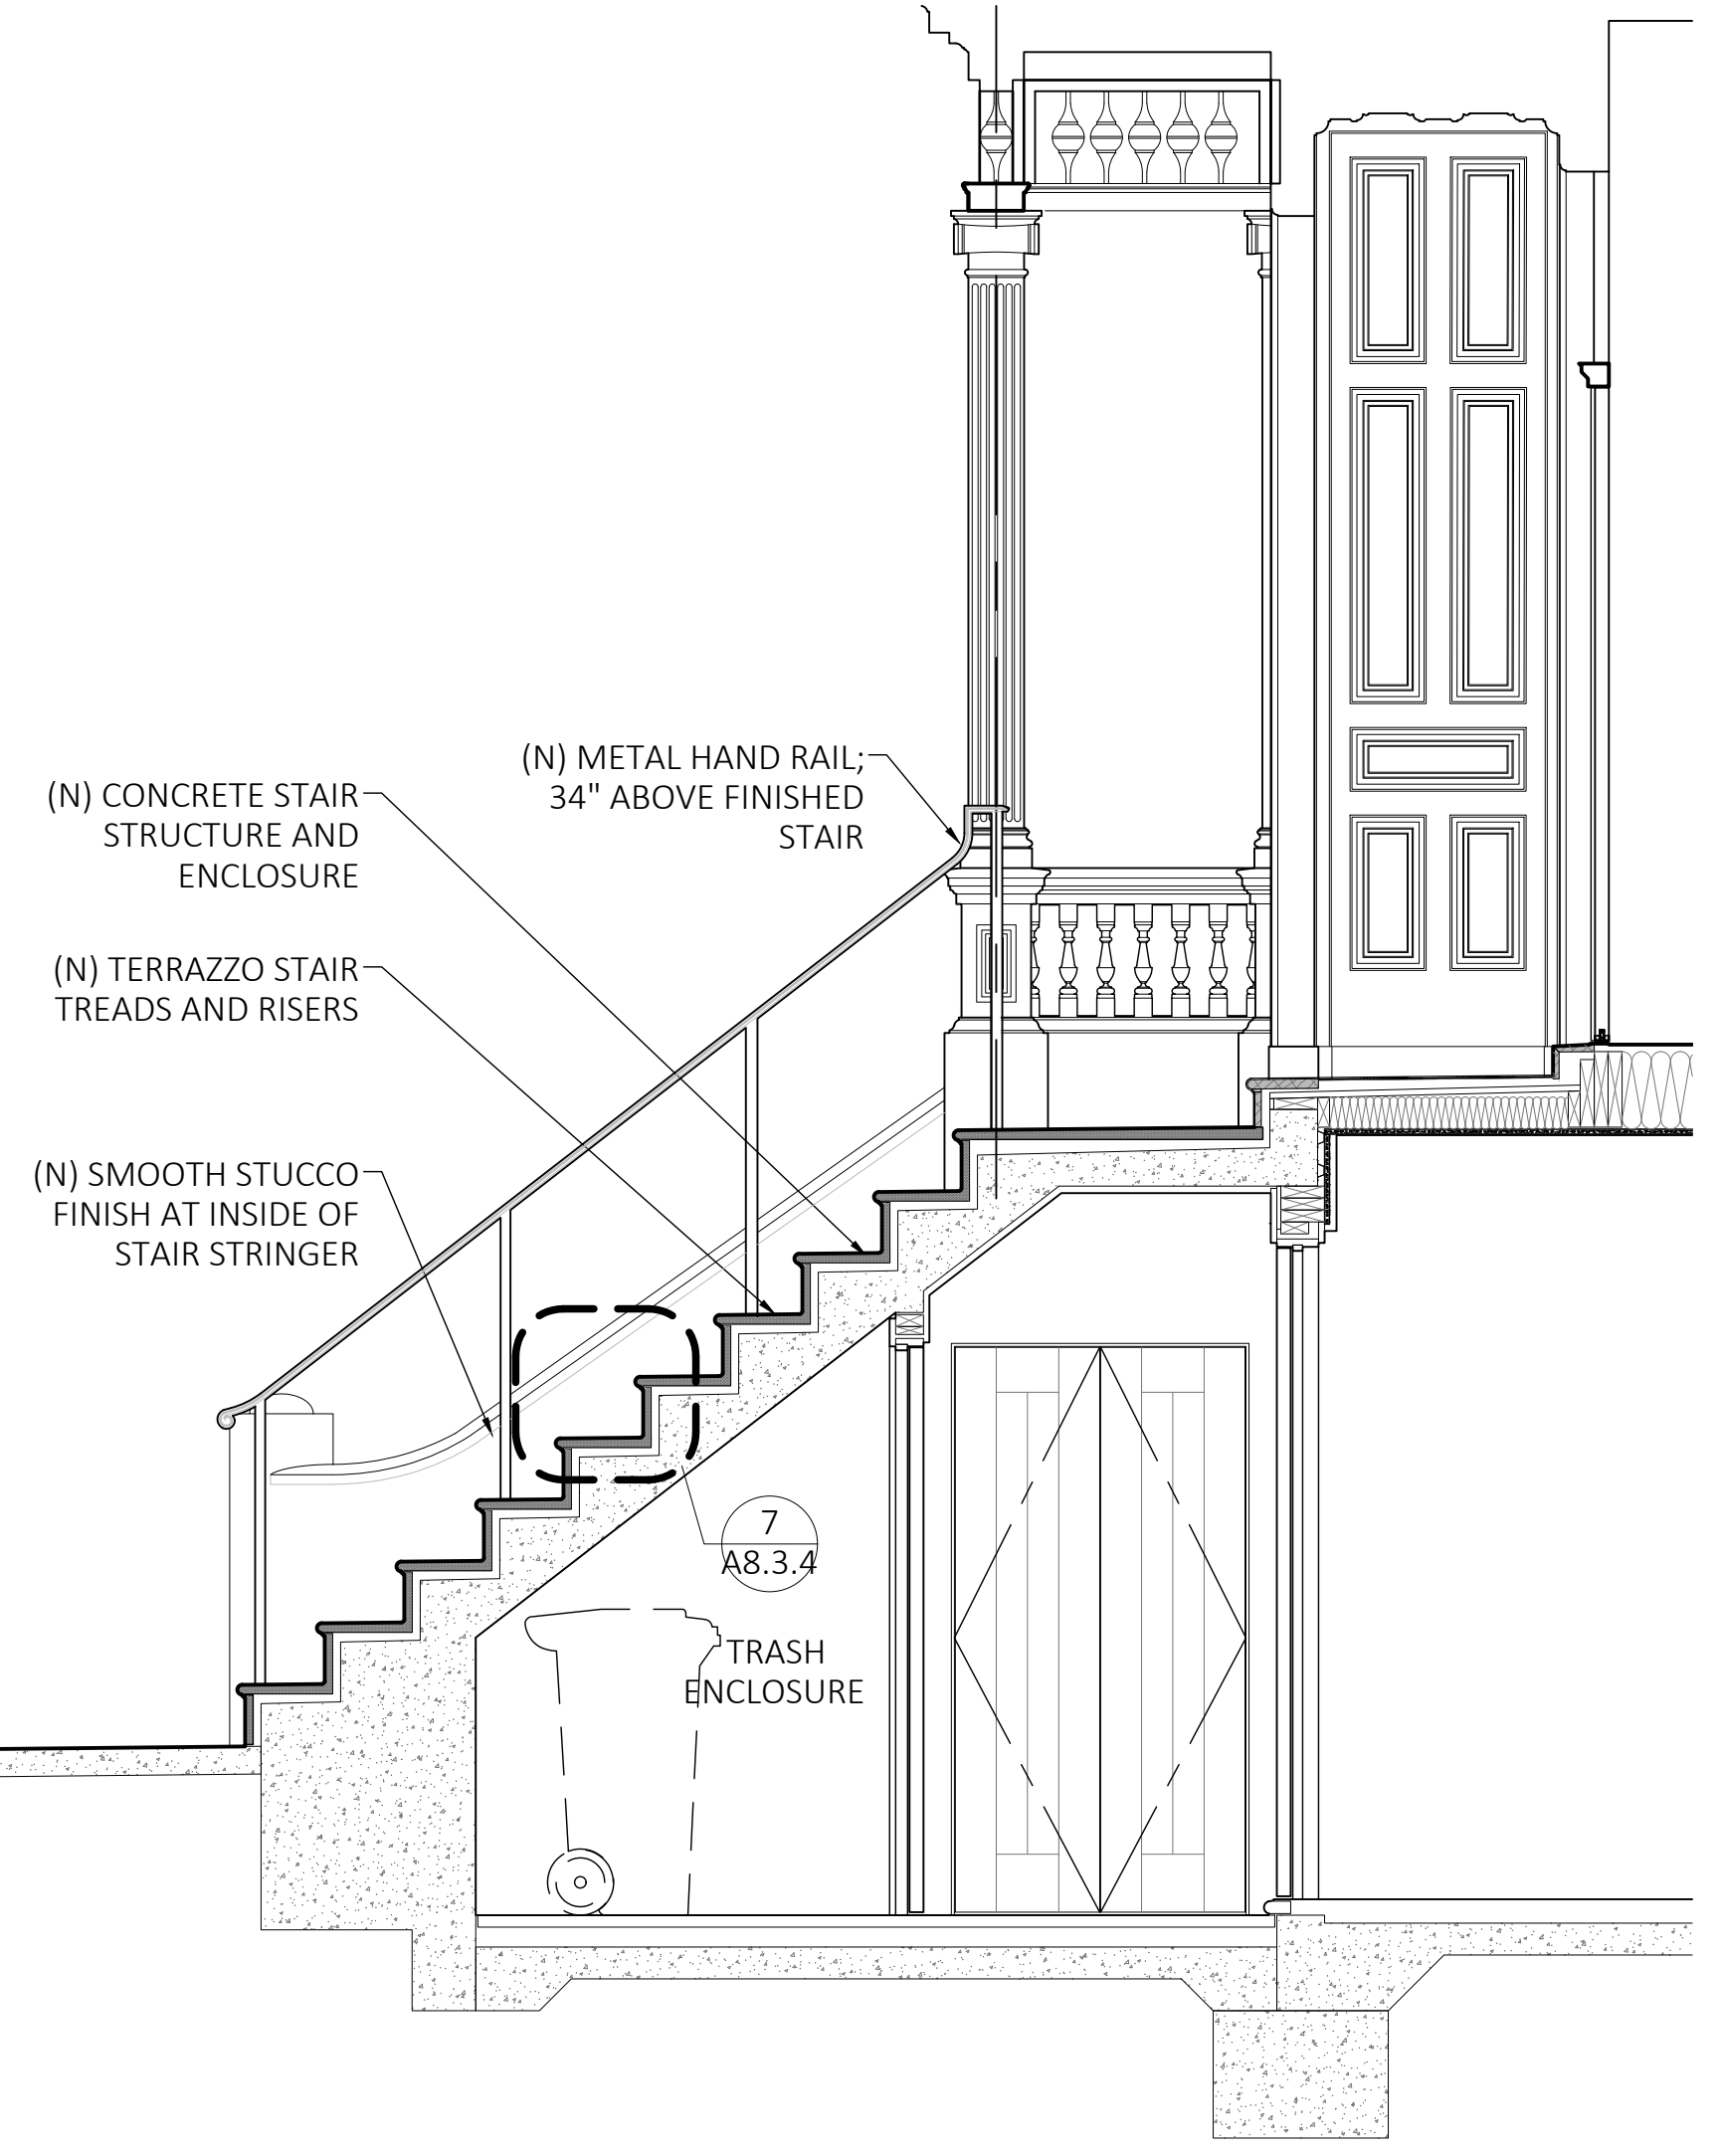 (N) METAL HAND RAIL;
34" ABOVE FINISHED
STAIR
(N) CONCRETE STAIR
STRUCTURE AND
ENCLOSURE
(N) TERRAZZO STAIR
TREADS AND RISERS
(N) SMOOTH STUCCO
FINISH AT INSIDE OF
STAIR STRINGER
7
A8.3.4
TRASH
ENCLOSURE